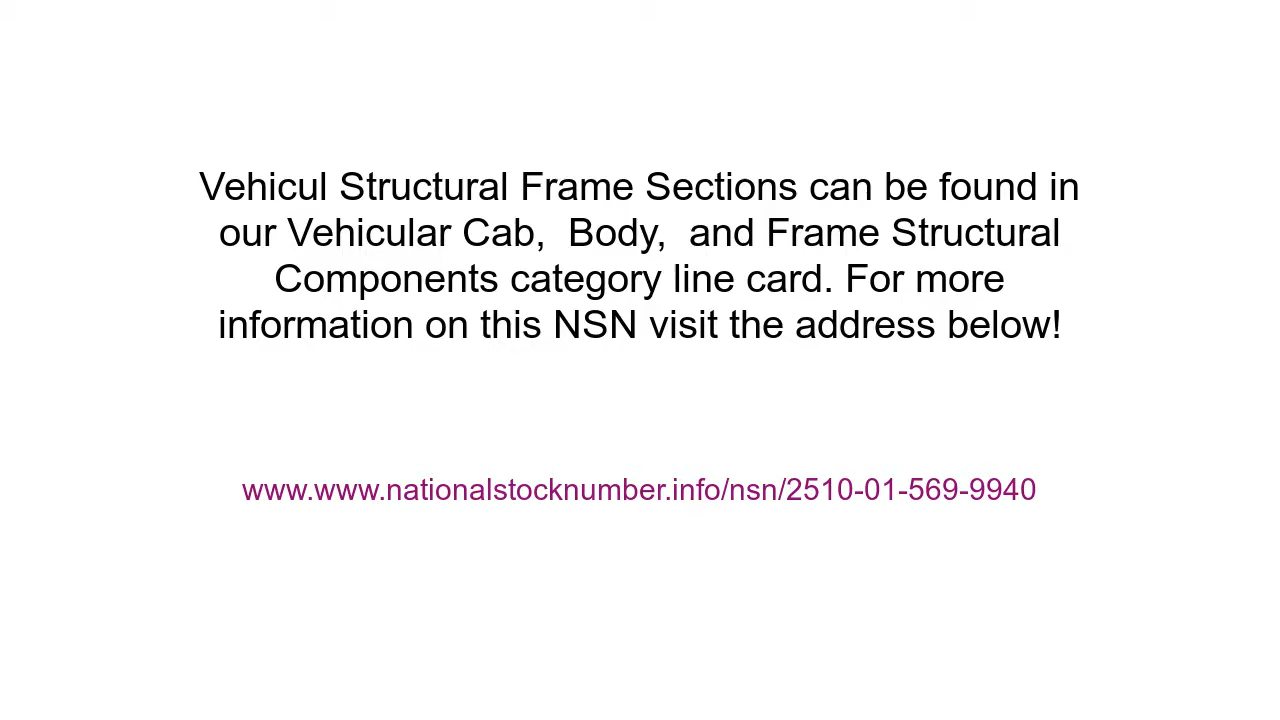 Vehicul Structural Frame Sections can be found in
our Vehicular Cab,  Body,  and Frame Structural
Components category line card. For more
information on this NSN visit the address below!
www.www.nationalstocknumber.info/nsn/2510-01-569-9940